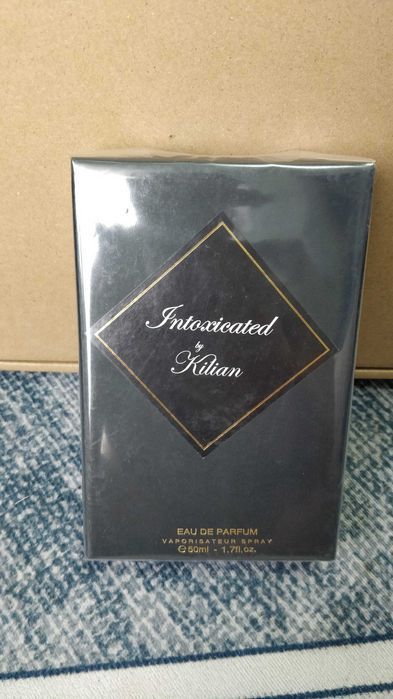 Intoxicated
by
Kilian
EAU DE PARFUM
VAPORISATEUR SPRAY
℮50ml - 1.7fl.oz.